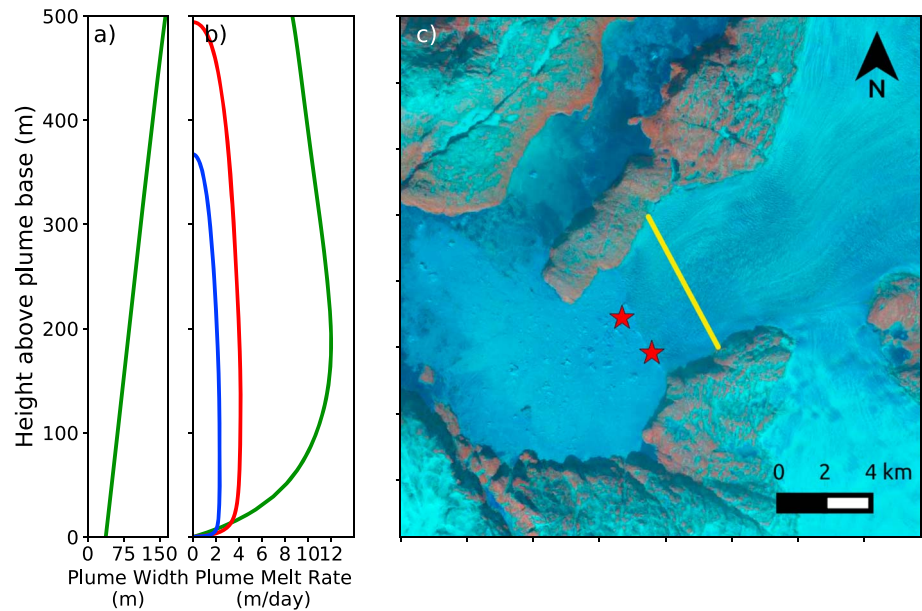 a)
b)
c)
Height above plume base (m)
500
400
300
200
100
0
0 75 150
Plume Width
(m)
0 2 4 6 8 10 12
Plume Melt Rate
(m/day)
N
0 2 4 km